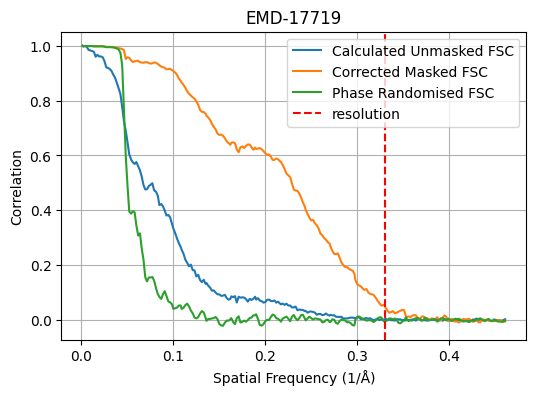 EMD-17719
Calculated Unmasked FSC
Corrected Masked FSC
Phase Randomised FSC
resolution
Correlation
1.0
0.8
0.6
0.4
0.2
0.0
0.0 0.1 0.2 0.3 0.4
Spatial Frequency (1/Å)